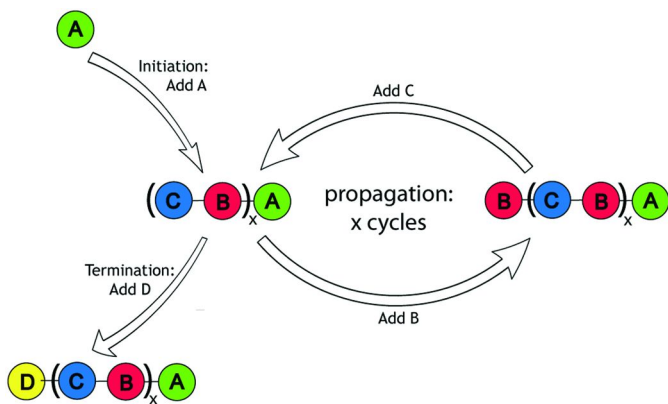 A
Initiation:
Add A
Add C
(C B)x A
propagation:
x cycles
B (C B)x A
Termination:
Add D
Add B
D (C B)x A